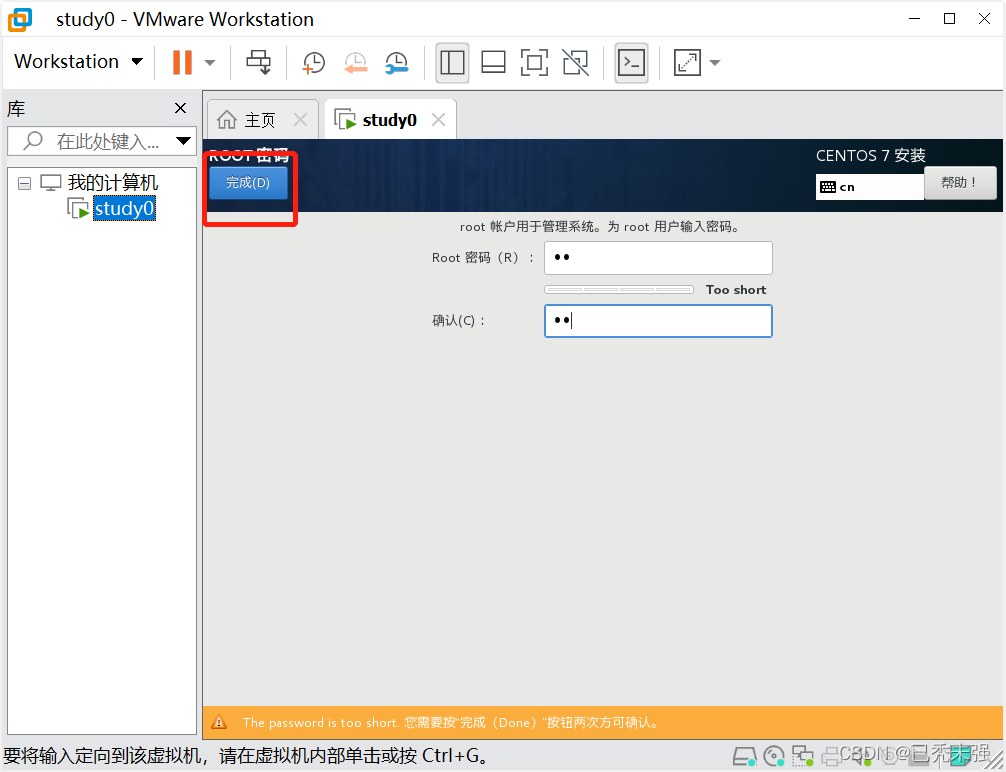 study0 - VMware Workstation
Workstation
库
在此处键入...
我的计算机
study0
主页
study0
ROOT 密码
完成(D)
CENTOS 7 安装
cn
帮助！
root 帐户用于管理系统。为 root 用户输入密码。
Root 密码（R）：
Too short
确认(C)：
The password is too short. 您需要按“完成（Done）”按钮两次方可确认。
要将输入定向到该虚拟机，请在虚拟机内部单击或按 Ctrl+G。
CSDN @已秃未强